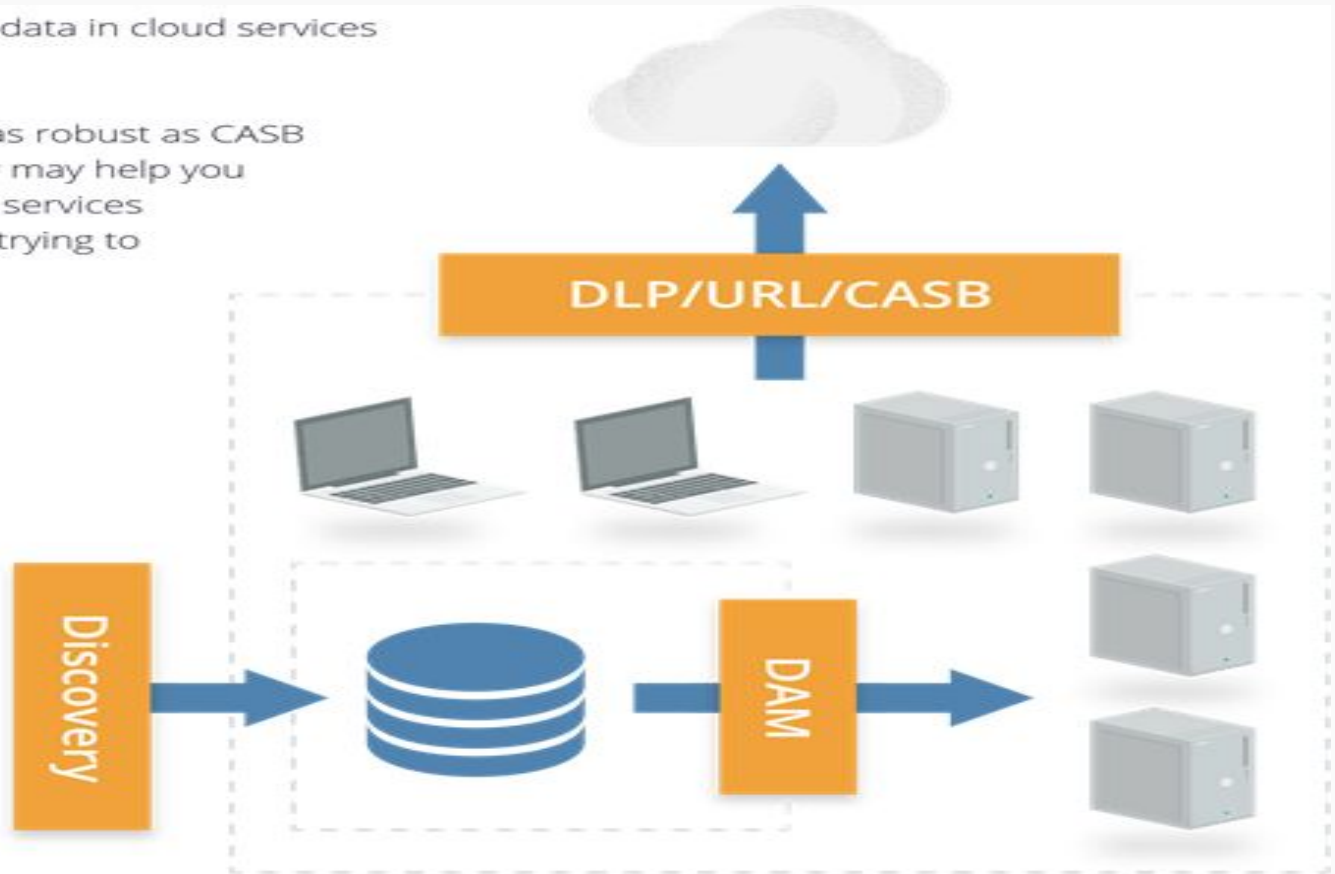 data in cloud services
as robust as CASB
may help you
services
trying to
DLP/URL/CASB
Discovery
DAM